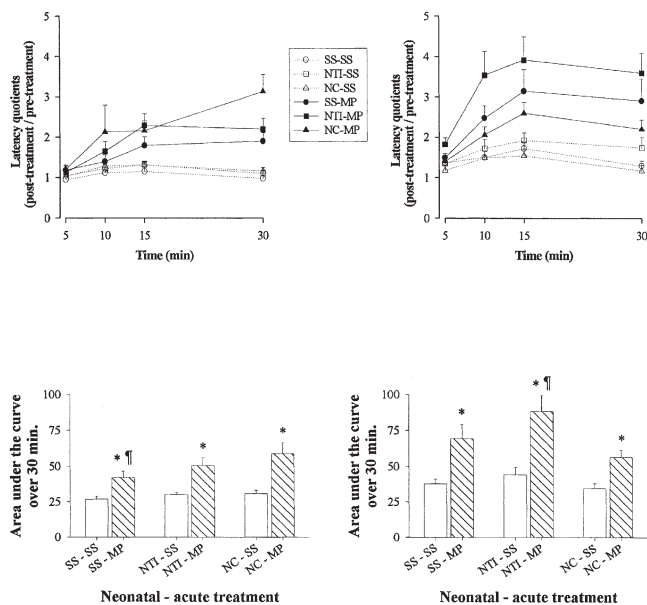 Latency quotients
(post-treatment / pre-treatment)
5
4
3
2
1
0
5 10 15 30
Time (min)
SS-SS
NTI-SS
NC-SS
SS-MP
NTI-MP
NC-MP
Latency quotients
(post-treatment / pre-treatment)
5
4
3
2
1
0
5 10 15 30
Time (min)
Area under the curve
over 30 min.
100
75
50
25
0
* ¶
*
*
SS - SS
SS - MP
NTI - SS
NTI - MP
NC - SS
NC - MP
Neonatal - acute treatment
Area under the curve
over 30 min.
100
75
50
25
0
*
* ¶
*
SS - SS
SS - MP
NTI - SS
NTI - MP
NC - SS
NC - MP
Neonatal - acute treatment